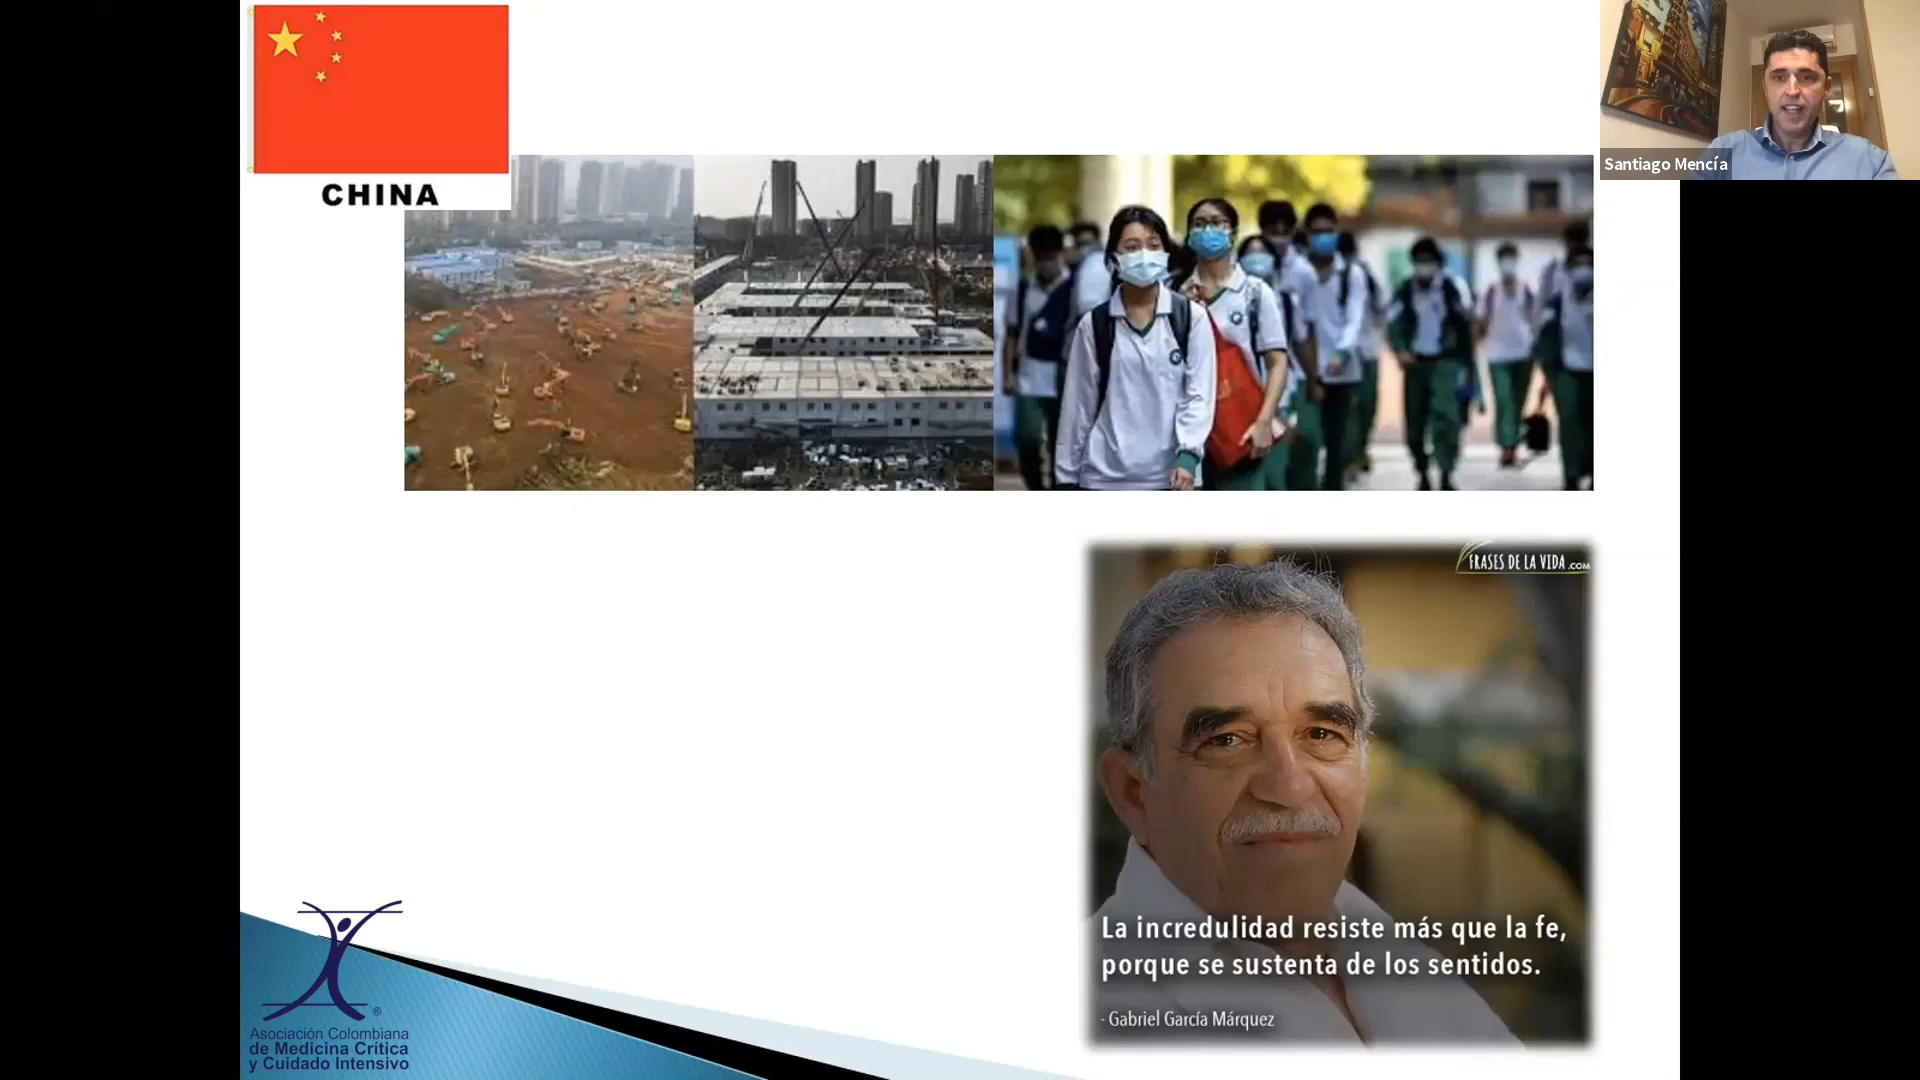 CHINA
Santiago Mencía
FRASES DE LA VIDA .COM
La incredulidad resiste más que la fe,
porque se sustenta de los sentidos.
- Gabriel García Márquez
®
Asociación Colombiana
de Medicina Crítica
y Cuidado Intensivo